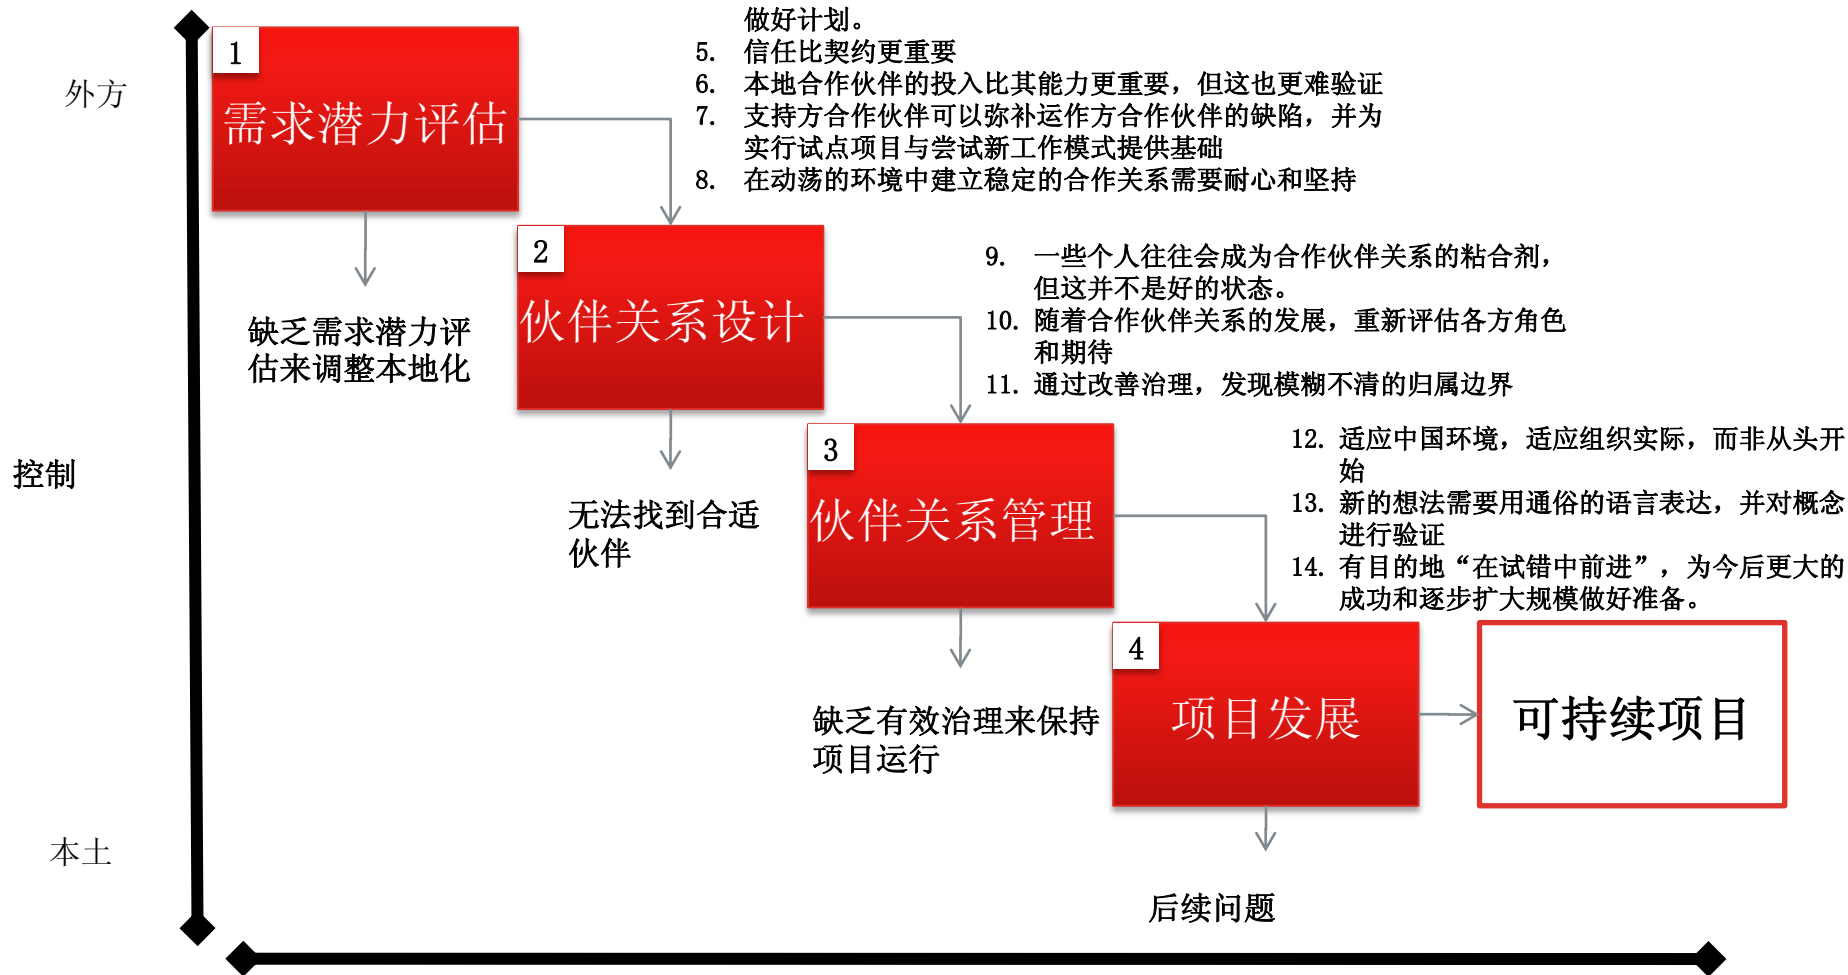 做好计划。
5. 信任比契约更重要
6. 本地合作伙伴的投入比其能力更重要，但这也更难验证
7. 支持方合作伙伴可以弥补运作方合作伙伴的缺陷，并为
实行试点项目与尝试新工作模式提供基础
8. 在动荡的环境中建立稳定的合作关系需要耐心和坚持
外方
1
需求潜力评估
缺乏需求潜力评
估来调整本地化
2
伙伴关系设计
无法找到合适
伙伴
9. 一些个人往往会成为合作伙伴关系的粘合剂，
但这并不是好的状态。
10. 随着合作伙伴关系的发展，重新评估各方角色
和期待
11. 通过改善治理，发现模糊不清的归属边界
控制
3
伙伴关系管理
缺乏有效治理来保持
项目运行
12. 适应中国环境，适应组织实际，而非从头开
始
13. 新的想法需要用通俗的语言表达，并对概念
进行验证
14. 有目的地“在试错中前进”，为今后更大的
成功和逐步扩大规模做好准备。
4
项目发展
可持续项目
本土
后续问题